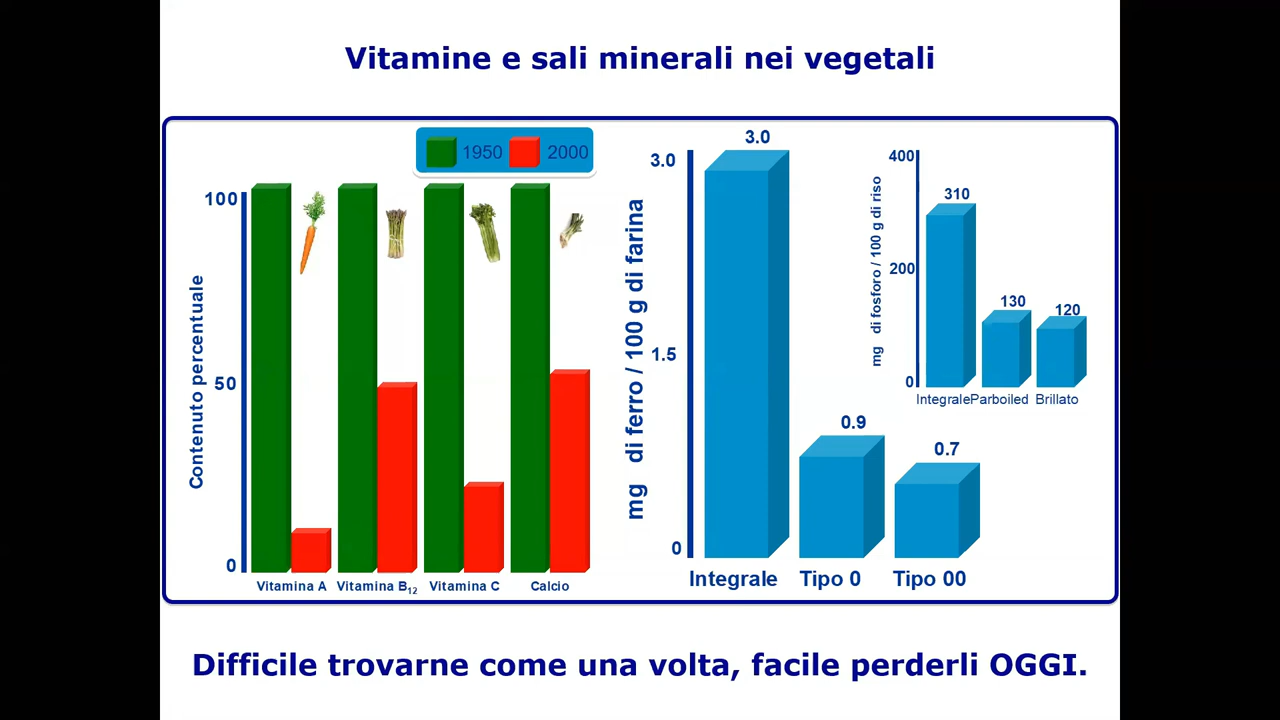 Vitamine e sali minerali nei vegetali
1950 2000
Contenuto percentuale
100
50
0
Vitamina A Vitamina B12 Vitamina C Calcio
mg di ferro / 100 g di farina
3.0
1.5
0
3.0
0.9
0.7
Integrale Tipo 0 Tipo 00
mg di fosforo / 100 g di riso
400
200
0
310
130
120
Integrale Parboiled Brillato
Difficile trovarne come una volta, facile perderli OGGI.